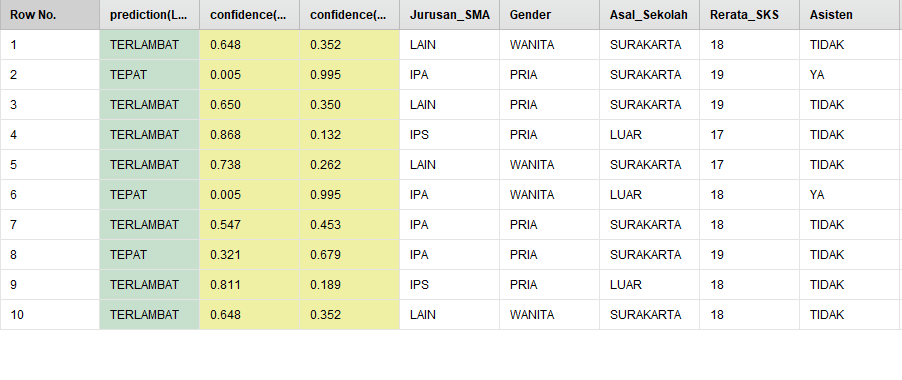 Row No. prediction(L... confidence(... confidence(... Jurusan_SMA Gender Asal_Sekolah Rerata_SKS Asisten
1 TERLAMBAT 0.648 0.352 LAIN WANITA SURAKARTA 18 TIDAK
2 TEPAT 0.005 0.995 IPA PRIA SURAKARTA 19 YA
3 TERLAMBAT 0.650 0.350 LAIN PRIA SURAKARTA 19 TIDAK
4 TERLAMBAT 0.868 0.132 IPS PRIA LUAR 17 TIDAK
5 TERLAMBAT 0.738 0.262 LAIN WANITA SURAKARTA 17 TIDAK
6 TEPAT 0.005 0.995 IPA WANITA LUAR 18 YA
7 TERLAMBAT 0.547 0.453 IPA PRIA SURAKARTA 18 TIDAK
8 TEPAT 0.321 0.679 IPA PRIA SURAKARTA 19 TIDAK
9 TERLAMBAT 0.811 0.189 IPS PRIA LUAR 18 TIDAK
10 TERLAMBAT 0.648 0.352 LAIN WANITA SURAKARTA 18 TIDAK